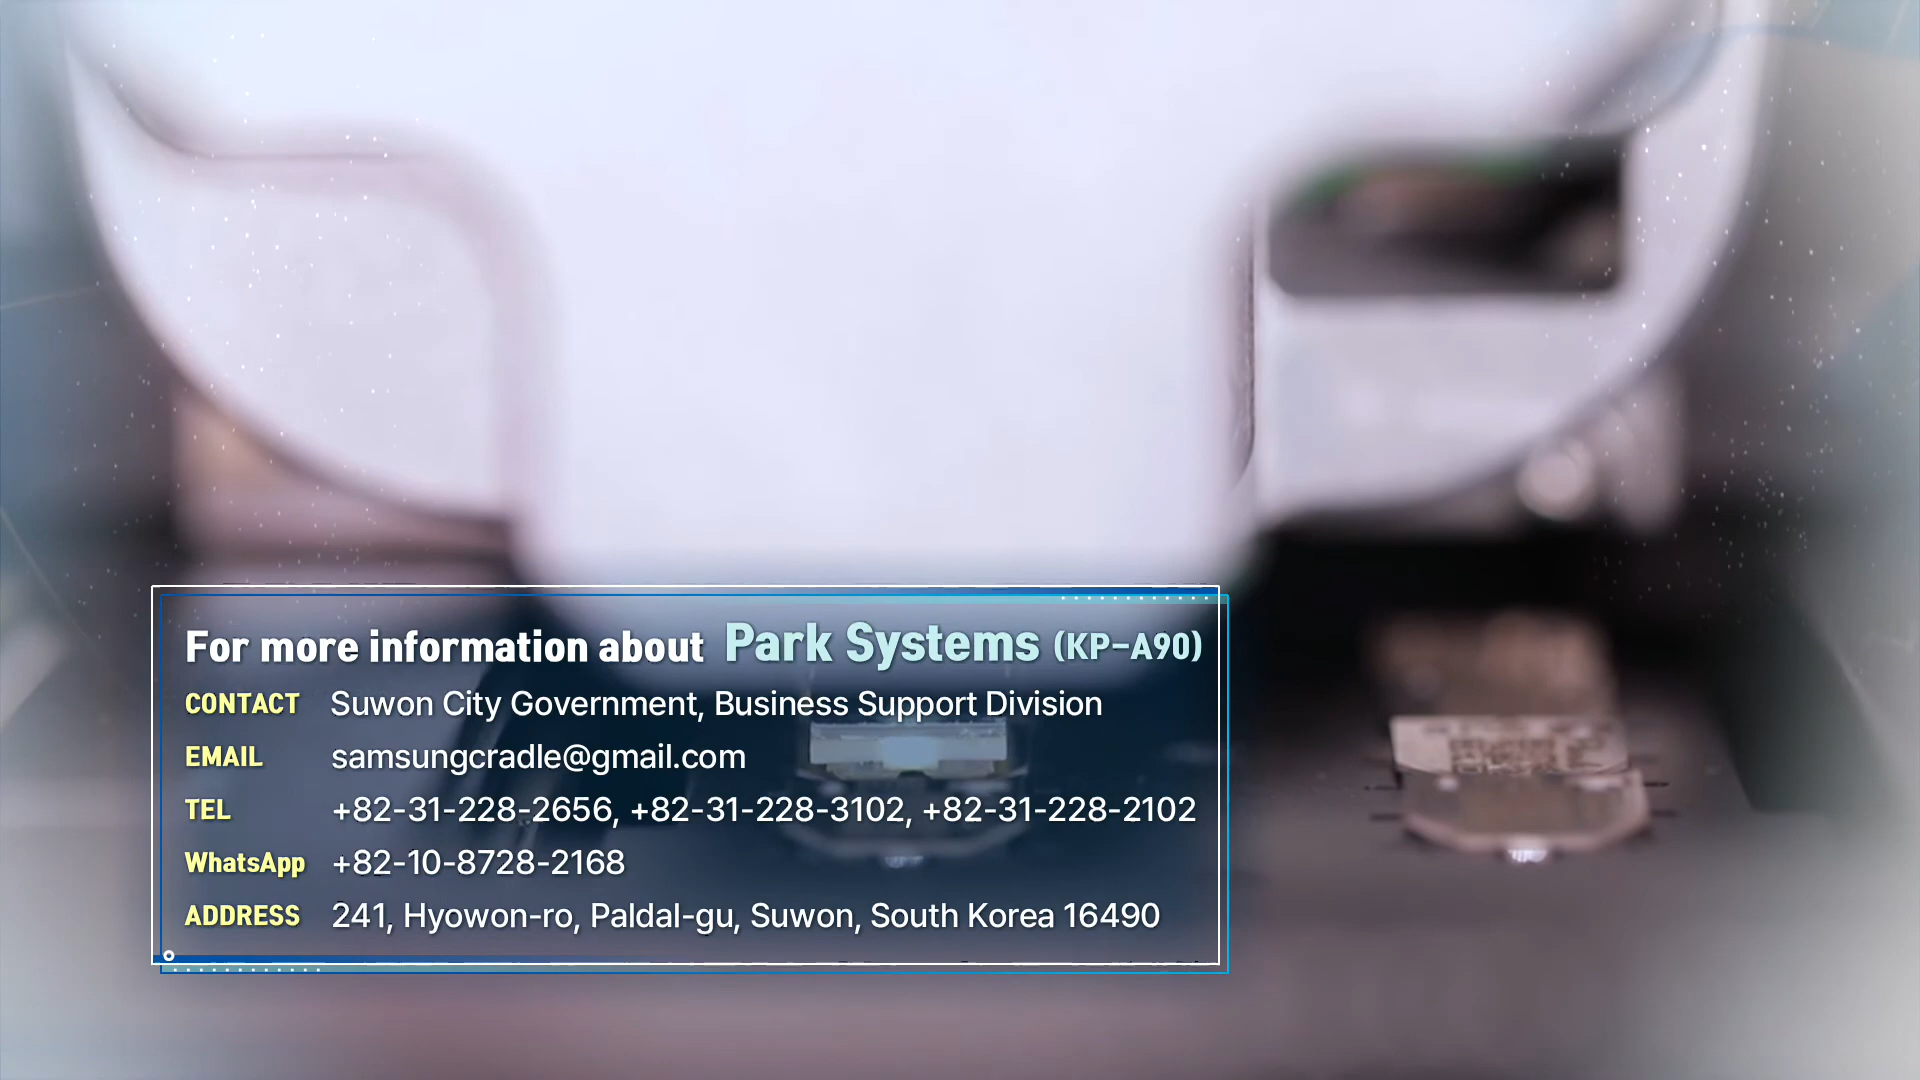 For more information about Park Systems (KP-A90)
CONTACT Suwon City Government, Business Support Division
EMAIL samsungcradle@gmail.com
TEL +82-31-228-2656, +82-31-228-3102, +82-31-228-2102
WhatsApp +82-10-8728-2168
ADDRESS 241, Hyowon-ro, Paldal-gu, Suwon, South Korea 16490